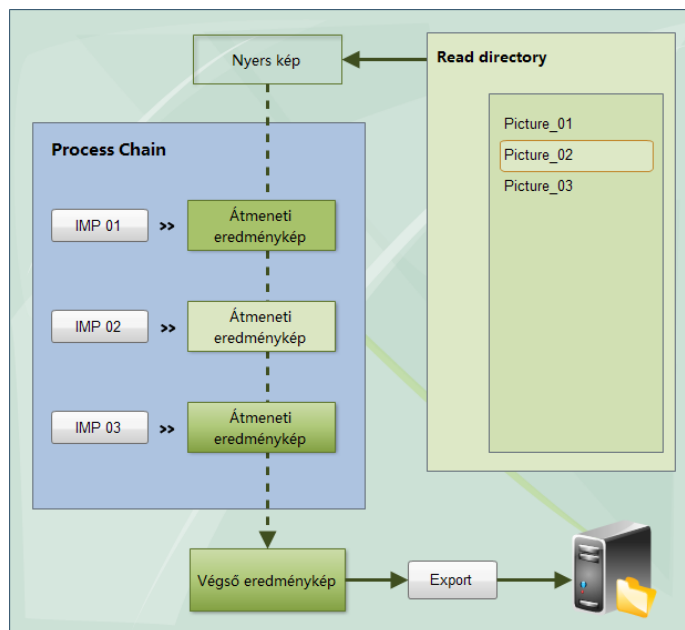 Nyers kép
Read directory
Picture_01
Picture_02
Picture_03
Process Chain
IMP 01
>>
Átmeneti
eredménykép
IMP 02
>>
Átmeneti
eredménykép
IMP 03
>>
Átmeneti
eredménykép
Végső eredménykép
Export